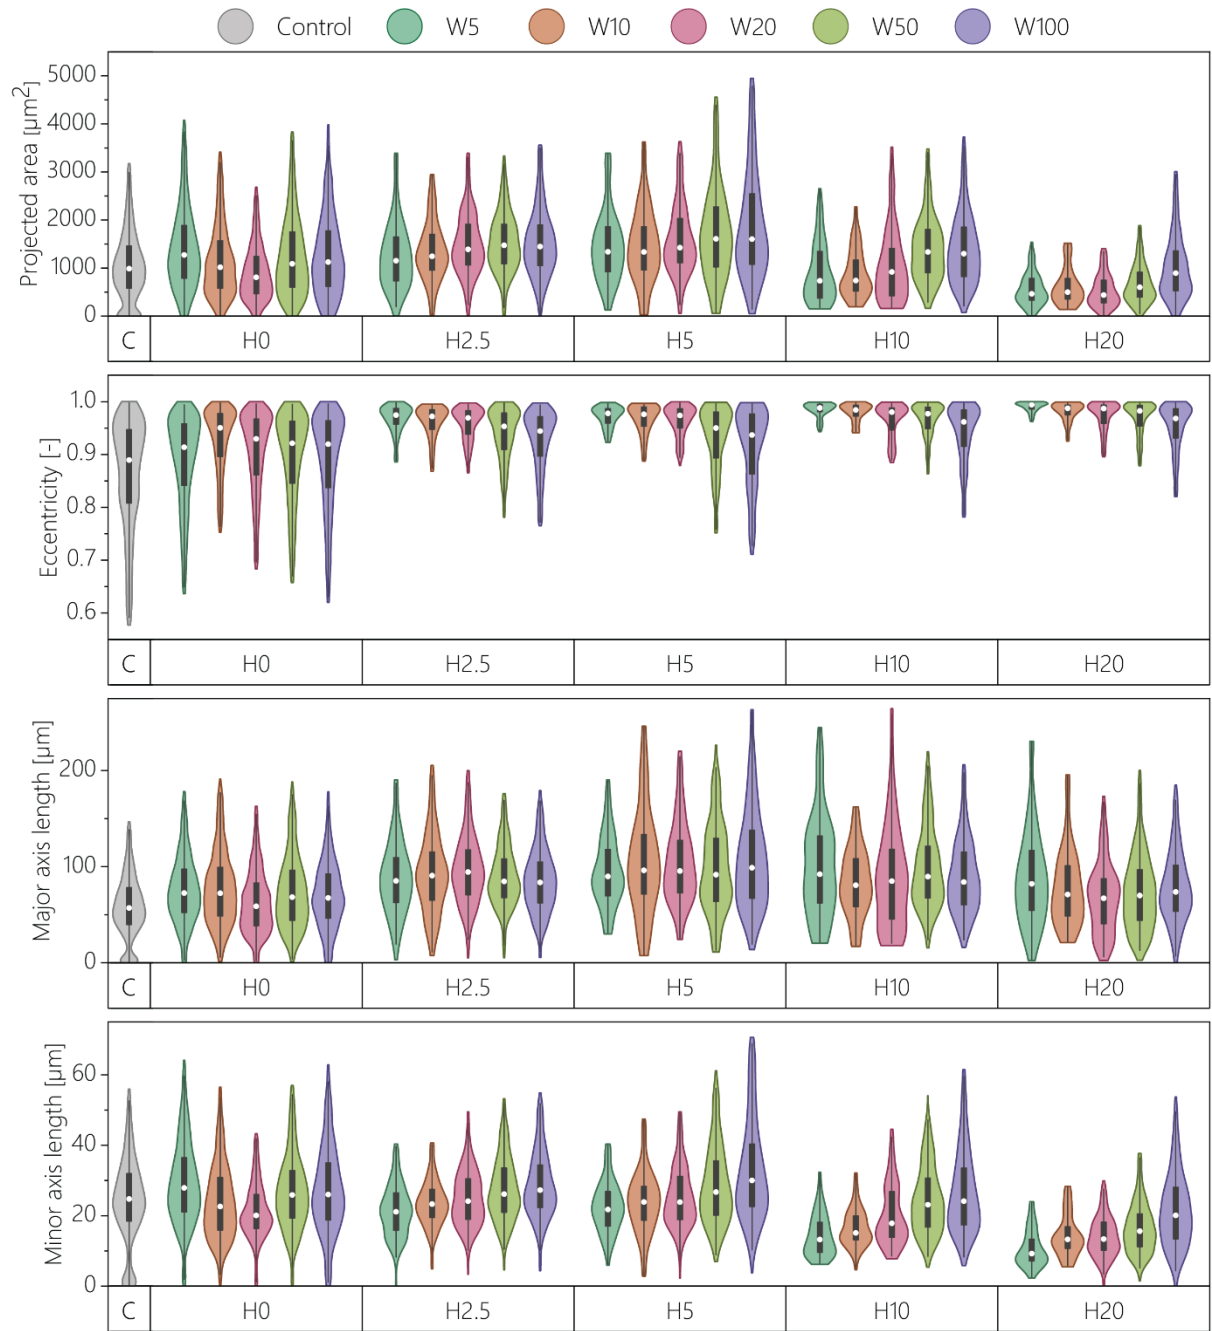 Control W5 W10 W20 W50 W100
Projected area [µm²]
5000
4000
3000
2000
1000
0
C H0 H2.5 H5 H10 H20
Eccentricity [-]
1.0
0.9
0.8
0.7
0.6
C H0 H2.5 H5 H10 H20
Major axis length [µm]
200
100
0
C H0 H2.5 H5 H10 H20
Minor axis length [µm]
60
40
20
0
C H0 H2.5 H5 H10 H20